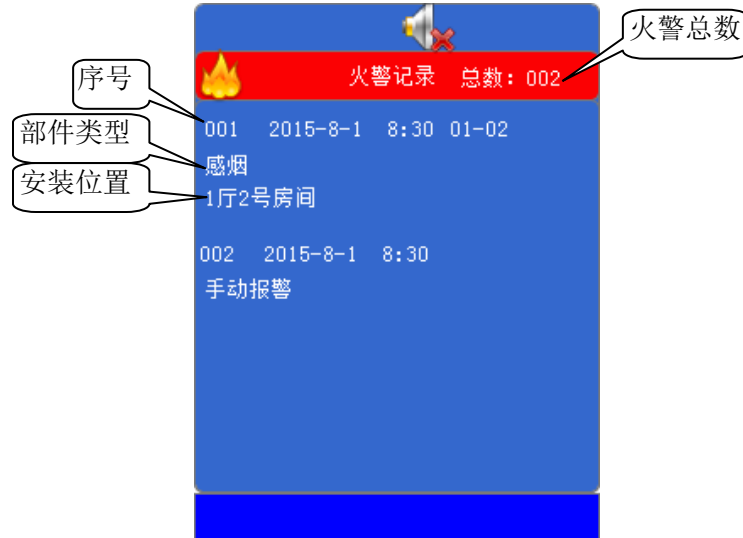 火警总数
火警记录 总数：002
序号
001 2015-8-1 8:30 01-02
部件类型
感烟
安装位置
1厅2号房间
002 2015-8-1 8:30
手动报警